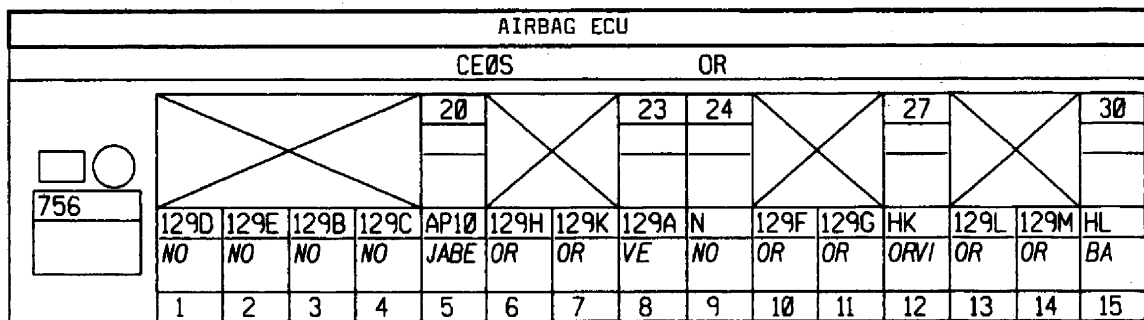 AIRBAG ECU
CEØS OR
20 23 24 27 30
756
129D 129E 129B 129C AP1Ø 129H 129K 129A N 129F 129G HK 129L 129M HL
NO NO NO NO JABE OR OR VE NO OR OR ORVI OR OR BA
1 2 3 4 5 6 7 8 9 1Ø 11 12 13 14 15